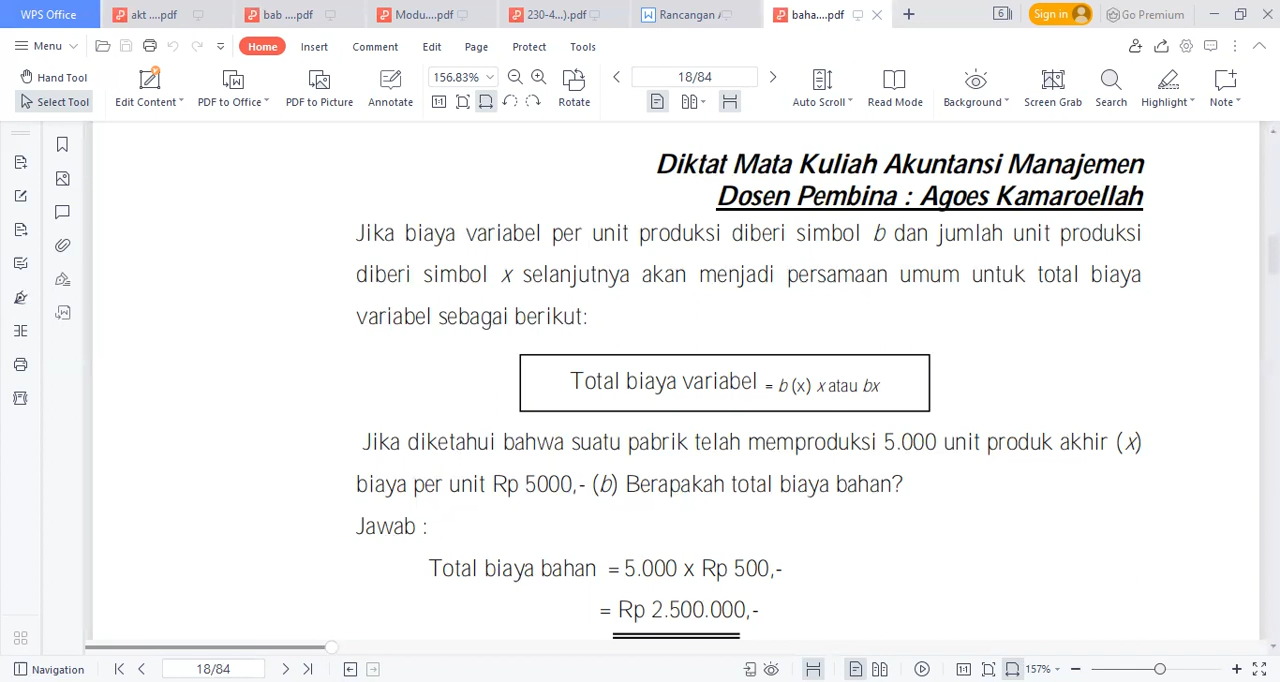 WPS Office akt ....pdf bab ....pdf Modu....pdf 230-4...).pdf Rancangan baha....pdf + 6 Sign in Go Premium
Menu Home Insert Comment Edit Page Protect Tools
Hand Tool 156.83% 18/84
Select Tool Edit Content PDF to Office PDF to Picture Annotate 1:1 Rotate Auto Scroll Read Mode Background Screen Grab Search Highlight Note
Diktat Mata Kuliah Akuntansi Manajemen
Dosen Pembina : Agoes Kamaroellah
Jika biaya variabel per unit produksi diberi simbol b dan jumlah unit produksi
diberi simbol x selanjutnya akan menjadi persamaan umum untuk total biaya
variabel sebagai berikut:
Total biaya variabel = b (x) x atau bx
Jika diketahui bahwa suatu pabrik telah memproduksi 5.000 unit produk akhir (x)
biaya per unit Rp 5000,- (b) Berapakah total biaya bahan?
Jawab :
Total biaya bahan = 5.000 x Rp 500,-
= Rp 2.500.000,-
Navigation 18/84 1:1 157%